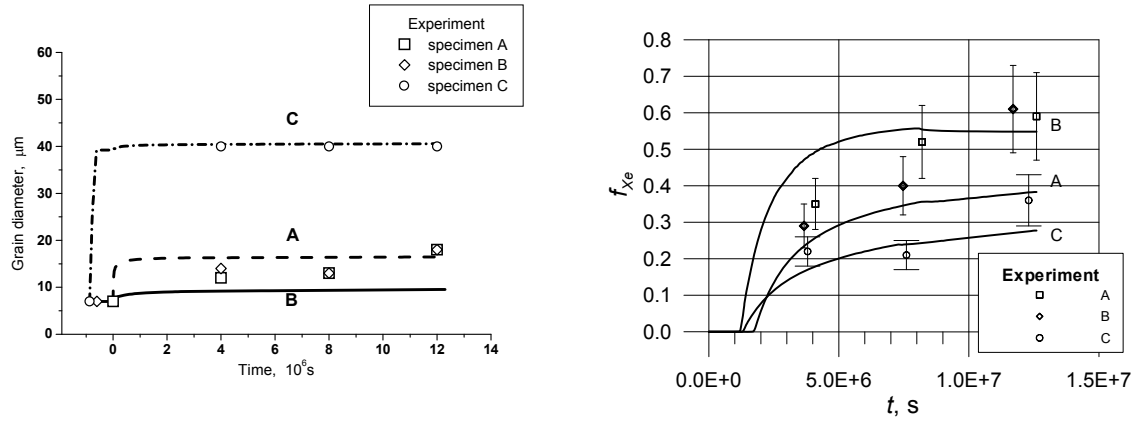 Experiment
specimen A
specimen B
specimen C
60
50
40
30
20
10
0
Grain diameter, μm
C
A
B
0 2 4 6 8 10 12 14
Time, 10⁶s
0.8
0.7
0.6
0.5
0.4
0.3
0.2
0.1
0.0
f_Xe
B
A
C
Experiment
A
B
C
0.0E+0 5.0E+6 1.0E+7 1.5E+7
t, s